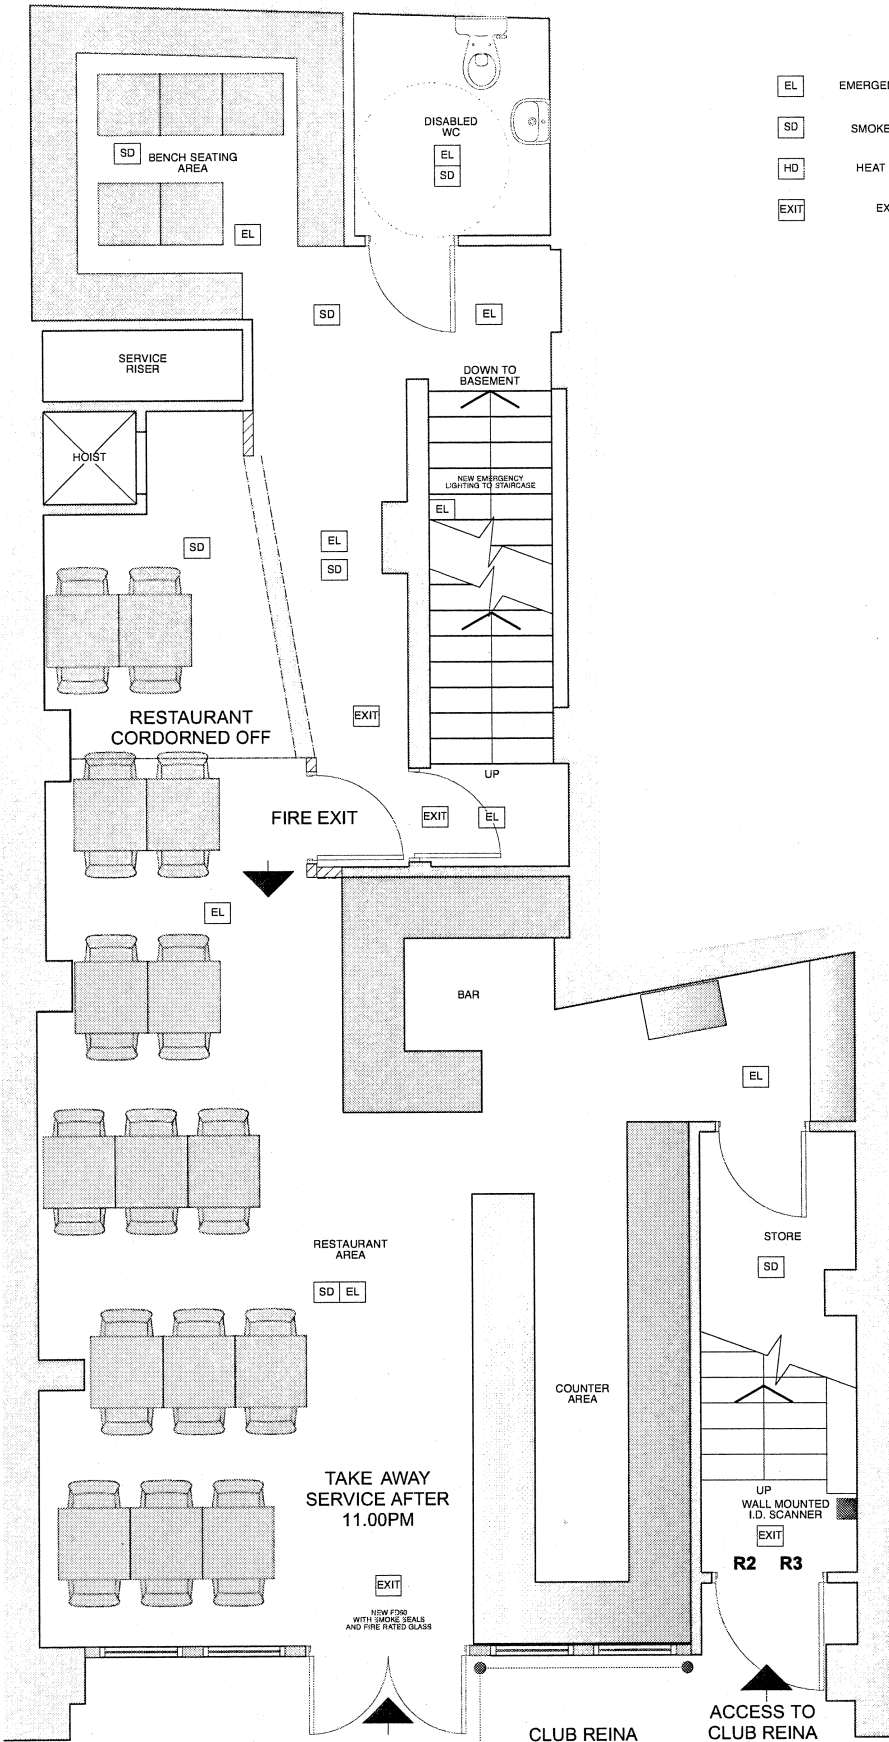 EL EMERGE
SD SMOKE
HD HEAT
EXIT EX
DISABLED
WC
EL
SD
SD
BENCH SEATING
AREA
EL
SD
EL
SERVICE
RISER
DOWN TO
BASEMENT
HOIST
NEW EMERGENCY
LIGHTING TO STAIRCASE
EL
SD
EL
SD
RESTAURANT
CORDORNED OFF
EXIT
UP
FIRE EXIT
EXIT
EL
EL
BAR
EL
STORE
SD
RESTAURANT
AREA
SD EL
COUNTER
AREA
TAKE AWAY
SERVICE AFTER
11.00PM
UP
WALL MOUNTED
I.D. SCANNER
EXIT
R2 R3
EXIT
NEW FD60
WITH SMOKE SEALS
AND FIRE RATED GLASS
CLUB REINA
ACCESS TO
CLUB REINA